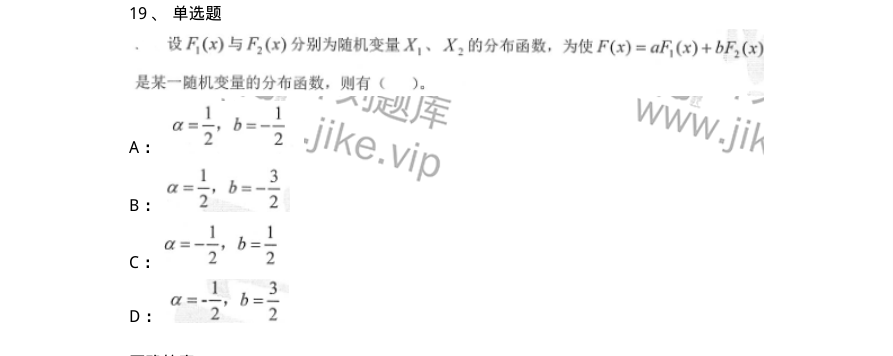 19、 单选题
设 F₁(x) 与 F₂(x) 分别为随机变量 X₁、 X₂ 的分布函数，为使 F(x) = aF₁(x) + bF₂(x)
是某一随机变量的分布函数，则有（ ）。
A： α = 1/2， b = -1/2
题库
.jike.vip
www.jik
B： α = 1/2， b = -3/2
C： α = -1/2， b = 1/2
D： α = -1/2， b = 3/2